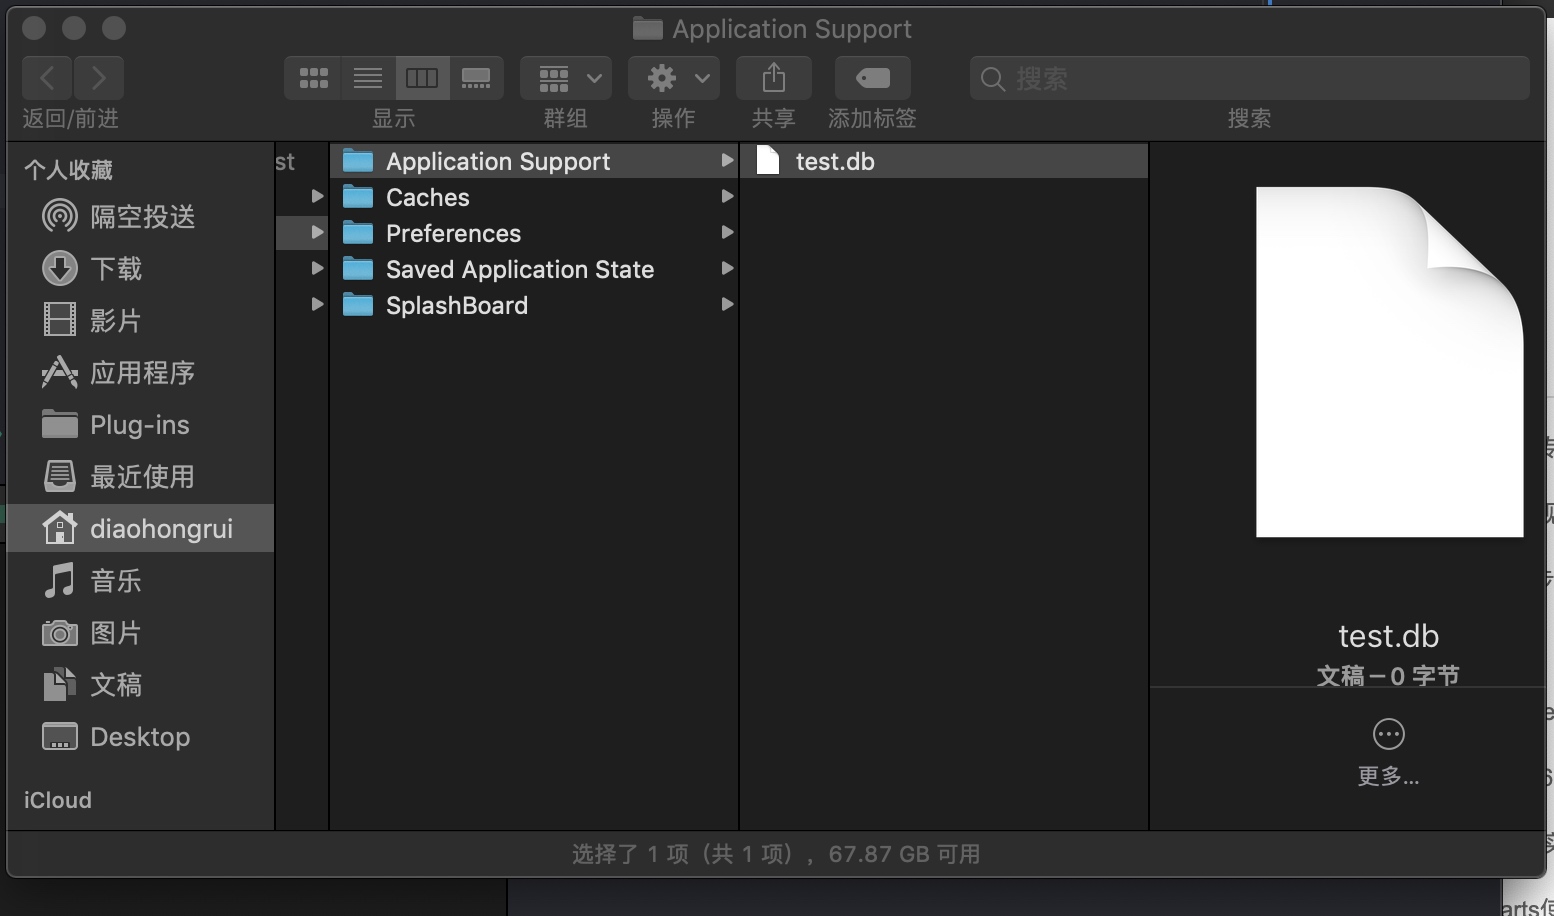 Application Support
搜索
返回/前进
显示
群组
操作
共享
添加标签
搜索
个人收藏
隔空投送
下载
影片
应用程序
Plug-ins
最近使用
diaohongrui
音乐
图片
文稿
Desktop
iCloud
st
Application Support
Caches
Preferences
Saved Application State
SplashBoard
test.db
test.db
文稿 – 0 字节
更多...
选择了 1 项（共 1 项），67.87 GB 可用